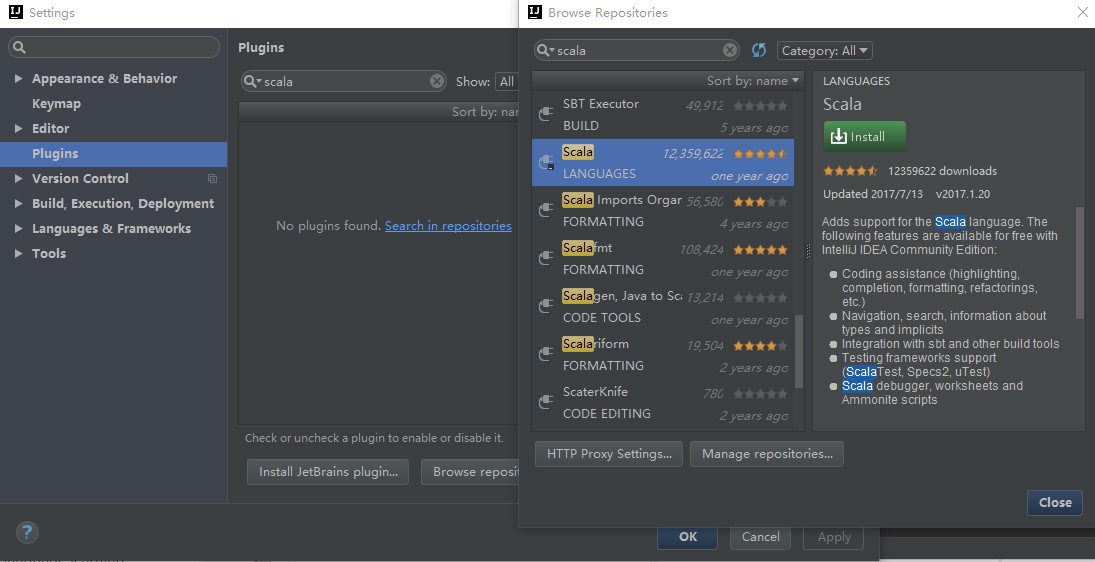 Settings
Appearance & Behavior
Keymap
Editor
Plugins
Version Control
Build, Execution, Deployment
Languages & Frameworks
Tools
Plugins
scala
Show: All
Sort by: nar
No plugins found. Search in repositories
Check or uncheck a plugin to enable or disable it.
Install JetBrains plugin...
Browse reposit
?
OK
Cancel
Apply
Browse Repositories
scala
Category: All
Sort by: name
SBT Executor 49,912
BUILD 5 years ago
Scala 12,359,622
LANGUAGES one year ago
Scala Imports Organ 56,580
FORMATTING 4 years ago
Scalafmt 108,424
FORMATTING one year ago
Scalagen, Java to Sca 13,214
CODE TOOLS one year ago
Scalariform 19,504
FORMATTING 2 years ago
ScaterKnife 780
CODE EDITING 2 years ago
HTTP Proxy Settings...
Manage repositories...
LANGUAGES
Scala
Install
12359622 downloads
Updated 2017/7/13 v2017.1.20
Adds support for the Scala language. The
following features are available for free with
IntelliJ IDEA Community Edition:
Coding assistance (highlighting,
completion, formatting, refactorings,
etc.)
Navigation, search, information about
types and implicits
Integration with sbt and other build tools
Testing frameworks support
(ScalaTest, Specs2, uTest)
Scala debugger, worksheets and
Ammonite scripts
Close